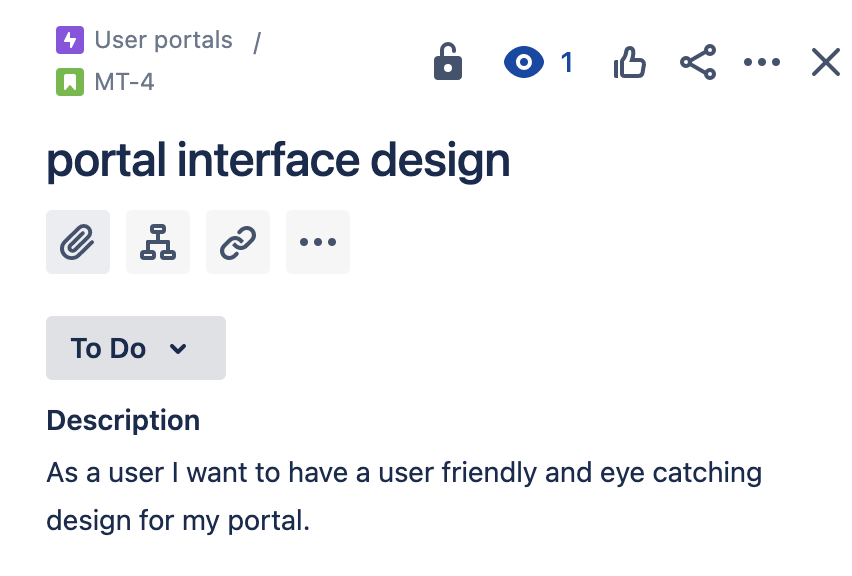 User portals /
MT-4
1
portal interface design
To Do
Description
As a user I want to have a user friendly and eye catching
design for my portal.